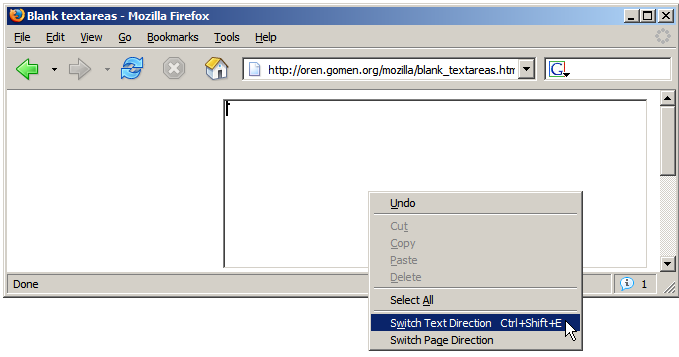 Blank textareas - Mozilla Firefox
File Edit View Go Bookmarks Tools Help
http://oren.gomen.org/mozilla/blank_textareas.htm
G
Undo
Cut
Copy
Paste
Delete
Select All
Switch Text Direction Ctrl+Shift+E
Switch Page Direction
Done 1